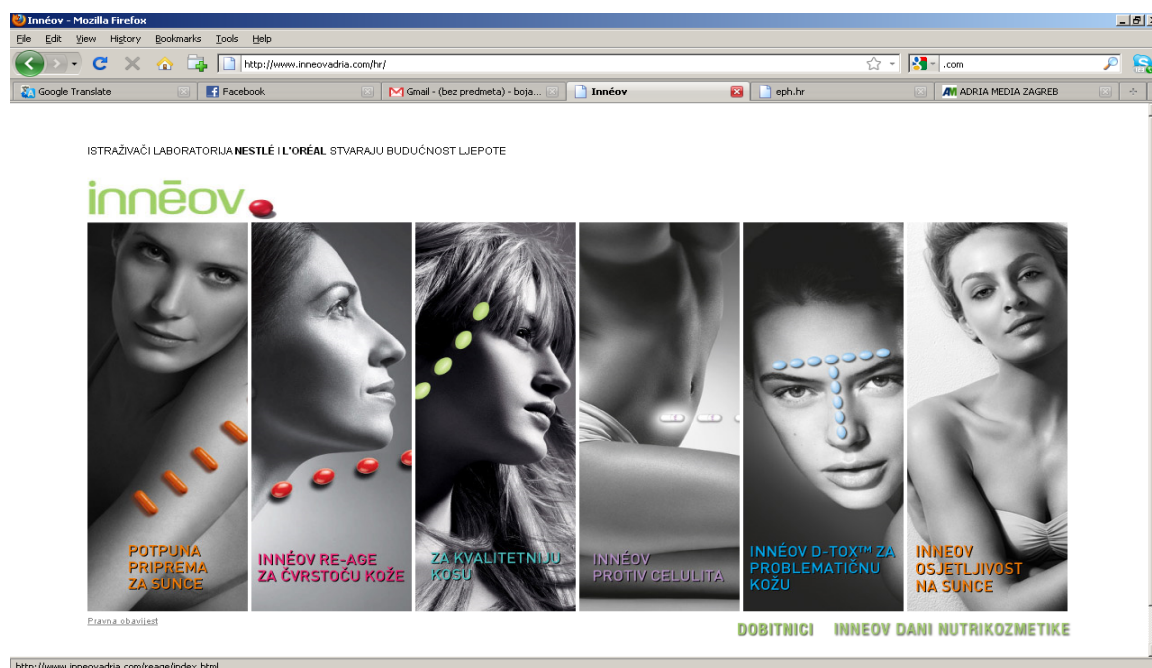 Innéov - Mozilla Firefox
File Edit View History Bookmarks Tools Help
http://www.inneovadria.com/hr/
.com
Google Translate
Facebook
Gmail - (bez predmeta) - boja...
Innéov
eph.hr
ADRIA MEDIA ZAGREB
ISTRAŽIVAČI LABORATORIJA NESTLÉ I L'ORÉAL STVARAJU BUDUĆNOST LJEPOTE
innēov
POTPUNA
PRIPREMA
ZA SUNCE
INNÉOV RE-AGE
ZA ČVRSTOĆU KOŽE
ZA KVALITETNIJU
KOSU
INNÉOV
PROTIV CELULITA
INNÉOV D-TOX™ ZA
PROBLEMATIČNU
KOŽU
INNEOV
OSJETLJIVOST
NA SUNCE
Pravna obavijest
DOBITNICI INNEOV DANI NUTRIKOZMETIKE
http://www.inneovadria.com/reage/index.html